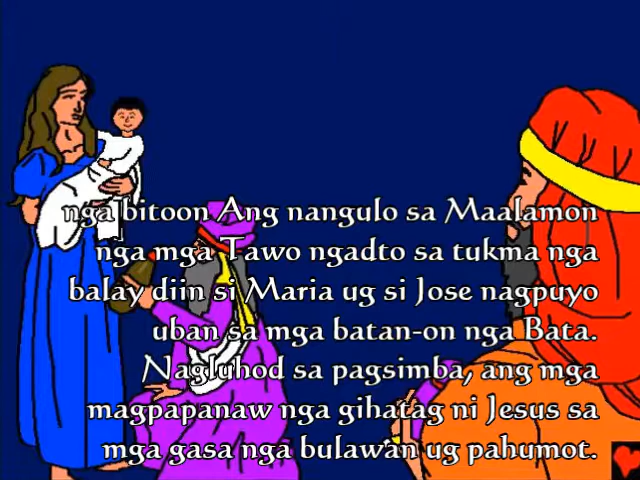 nga bitoon Ang nangulo sa Maalamon
nga mga Tawo ngadto sa tukma nga
balay diin si Maria ug si Jose nagpuyo
uban sa mga batan-on nga Bata.
Nagluhod sa pagsimba, ang mga
magpapanaw nga gihatag ni Jesus sa
mga gasa nga bulawan ug pahumot.